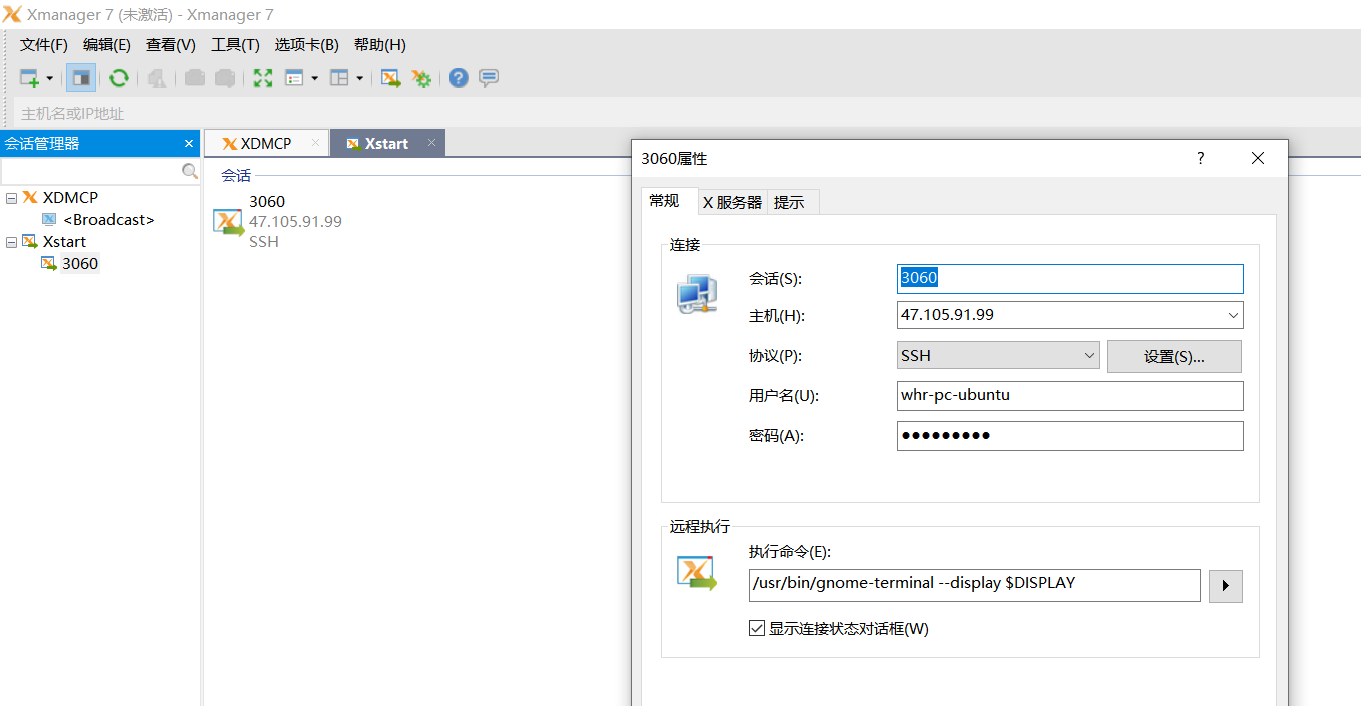 Xmanager 7 (未激活) - Xmanager 7
文件(F) 编辑(E) 查看(V) 工具(T) 选项卡(B) 帮助(H)
主机名或IP地址
会话管理器
XDMCP
<Broadcast>
Xstart
3060
XDMCP
Xstart
会话
3060
47.105.91.99
SSH
3060属性
常规
X 服务器
提示
连接
会话(S): 3060
主机(H): 47.105.91.99
协议(P): SSH 设置(S)...
用户名(U): whr-pc-ubuntu
密码(A): ●●●●●●●●●
远程执行
执行命令(E):
/usr/bin/gnome-terminal --display $DISPLAY
显示连接状态对话框(W)